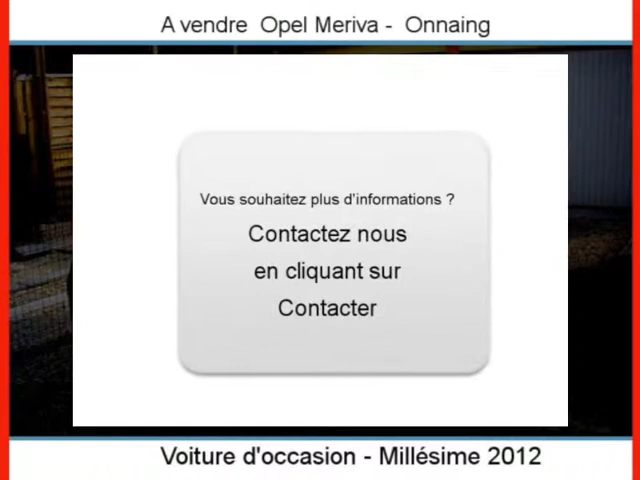 A vendre Opel Meriva - Onnaing
Vous souhaitez plus d'informations ?
Contactez nous
en cliquant sur
Contacter
Voiture d'occasion - Millésime 2012